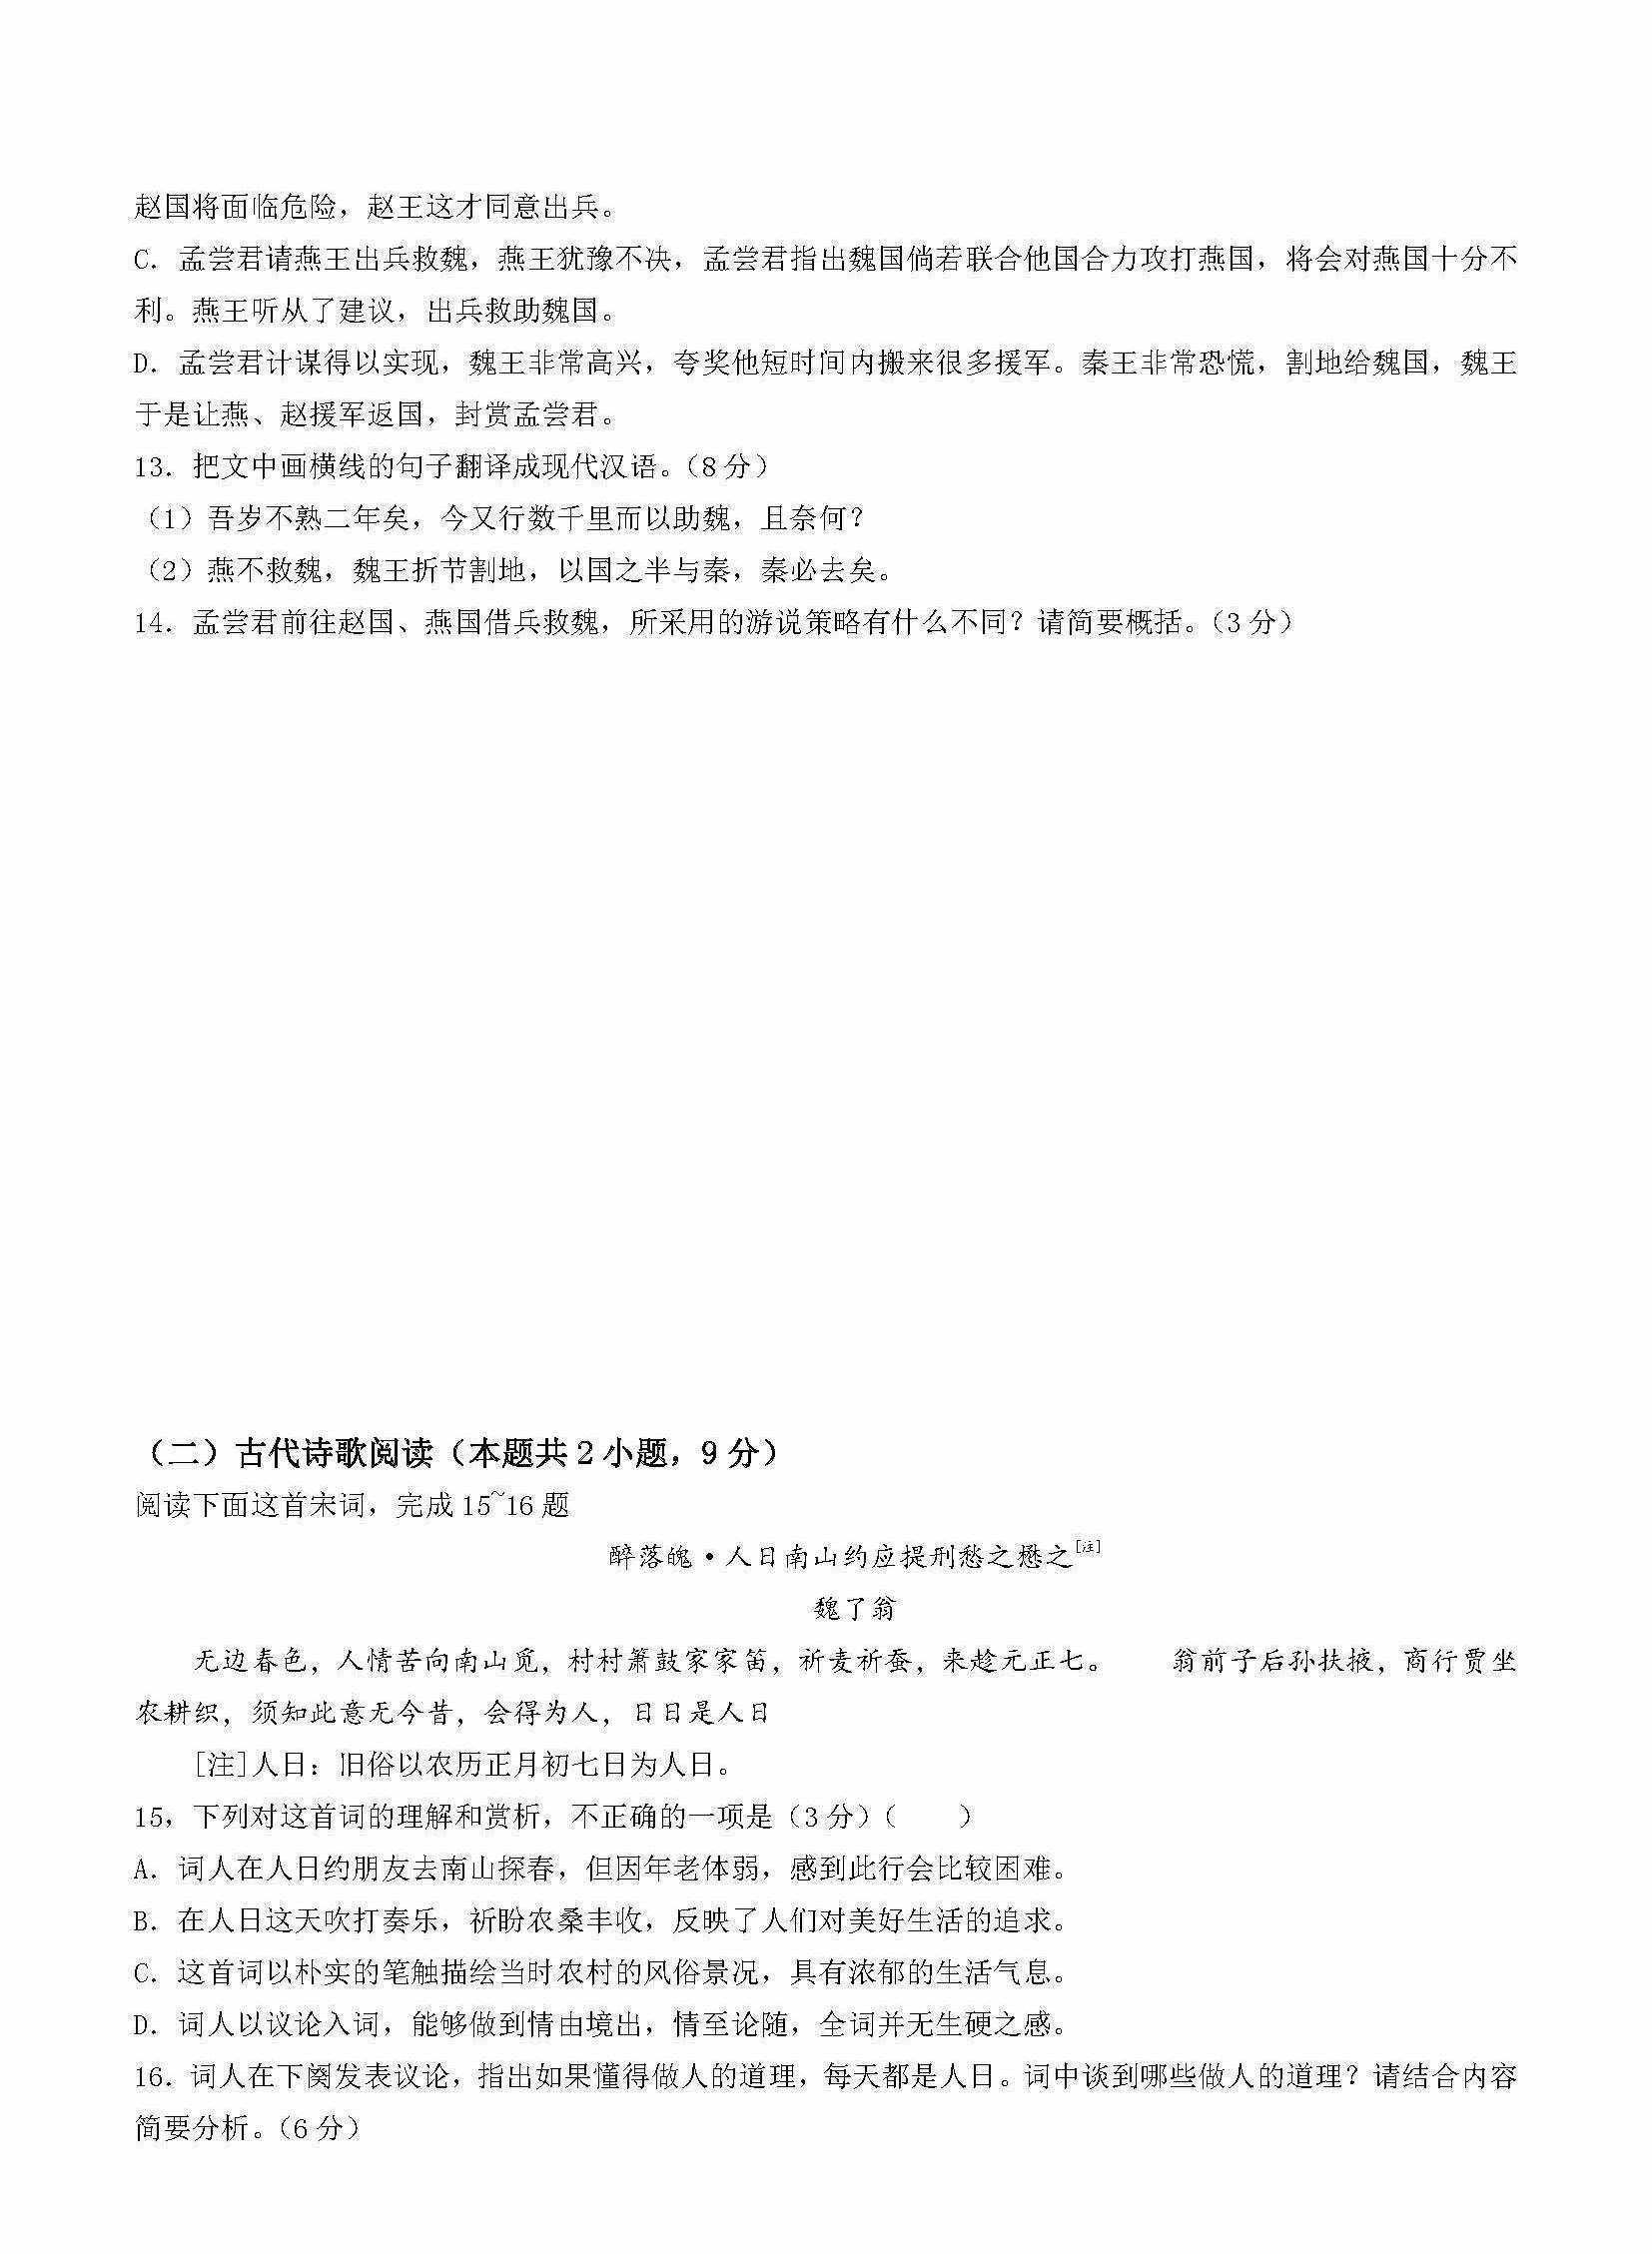 赵国将面临危险，赵王这才同意出兵。
C．孟尝君请燕王出兵救魏，燕王犹豫不决，孟尝君指出魏国倘若联合他国合力攻打燕国，将会对燕国十分不
利。燕王听从了建议，出兵救助魏国。
D．孟尝君计谋得以实现，魏王非常高兴，夸奖他短时间内搬来很多援军。秦王非常恐慌，割地给魏国，魏王
于是让燕、赵援军返国，封赏孟尝君。
13．把文中画横线的句子翻译成现代汉语。（8 分）
（1）吾岁不熟二年矣，今又行数千里而以助魏，且奈何？
（2）燕不救魏，魏王折节割地，以国之半与秦，秦必去矣。
14．孟尝君前往赵国、燕国借兵救魏，所采用的游说策略有什么不同？请简要概括。（3 分）
（二）古代诗歌阅读（本题共 2 小题，9 分）
阅读下面这首宋词，完成 15~16 题
醉落魄·人日南山约应提刑愁之懋之[注]
魏了翁
无边春色，人情苦向南山觅，村村箫鼓家家笛，祈麦祈蚕，来趁元正七。　　翁前子后孙扶掖，商行贾坐
农耕织，须知此意无今昔，会得为人，日日是人日
[注]人日：旧俗以农历正月初七日为人日。
15，下列对这首词的理解和赏析，不正确的一项是（3 分）（　　）
A．词人在人日约朋友去南山探春，但因年老体弱，感到此行会比较困难。
B．在人日这天吹打奏乐，祈盼农桑丰收，反映了人们对美好生活的追求。
C．这首词以朴实的笔触描绘当时农村的风俗景况，具有浓郁的生活气息。
D．词人以议论入词，能够做到情由境出，情至论随，全词并无生硬之感。
16．词人在下阕发表议论，指出如果懂得做人的道理，每天都是人日。词中谈到哪些做人的道理？请结合内容
简要分析。（6 分）